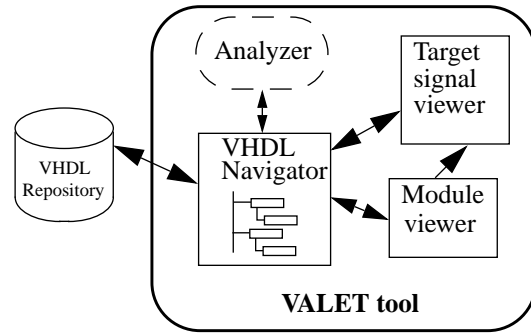 Analyzer
Target
signal
viewer
VHDL
Repository
VHDL
Navigator
Module
viewer
VALET tool